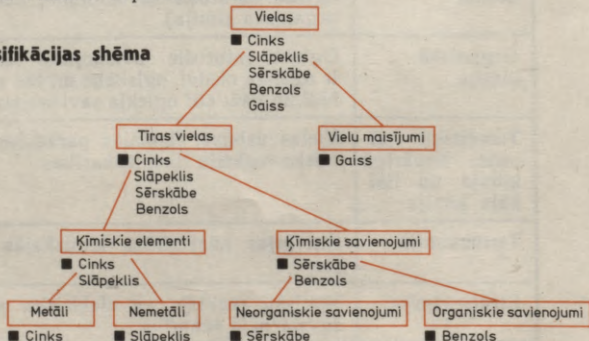 Vielas
sifikācijas shēma
Cinks
Slāpeklis
Sērskābe
Benzols
Gaiss
Tīras vielas
Vielu maisījumi
Cinks
Slāpeklis
Sērskābe
Benzols
Gaiss
Ķīmiskie elementi
Ķīmiskie savienojumi
Cinks
Slāpeklis
Sērskābe
Benzols
Metāli
Nemetāli
Neorganiskie savienojumi
Organiskie savienojumi
Cinks
Slāpeklis
Sērskābe
Benzols